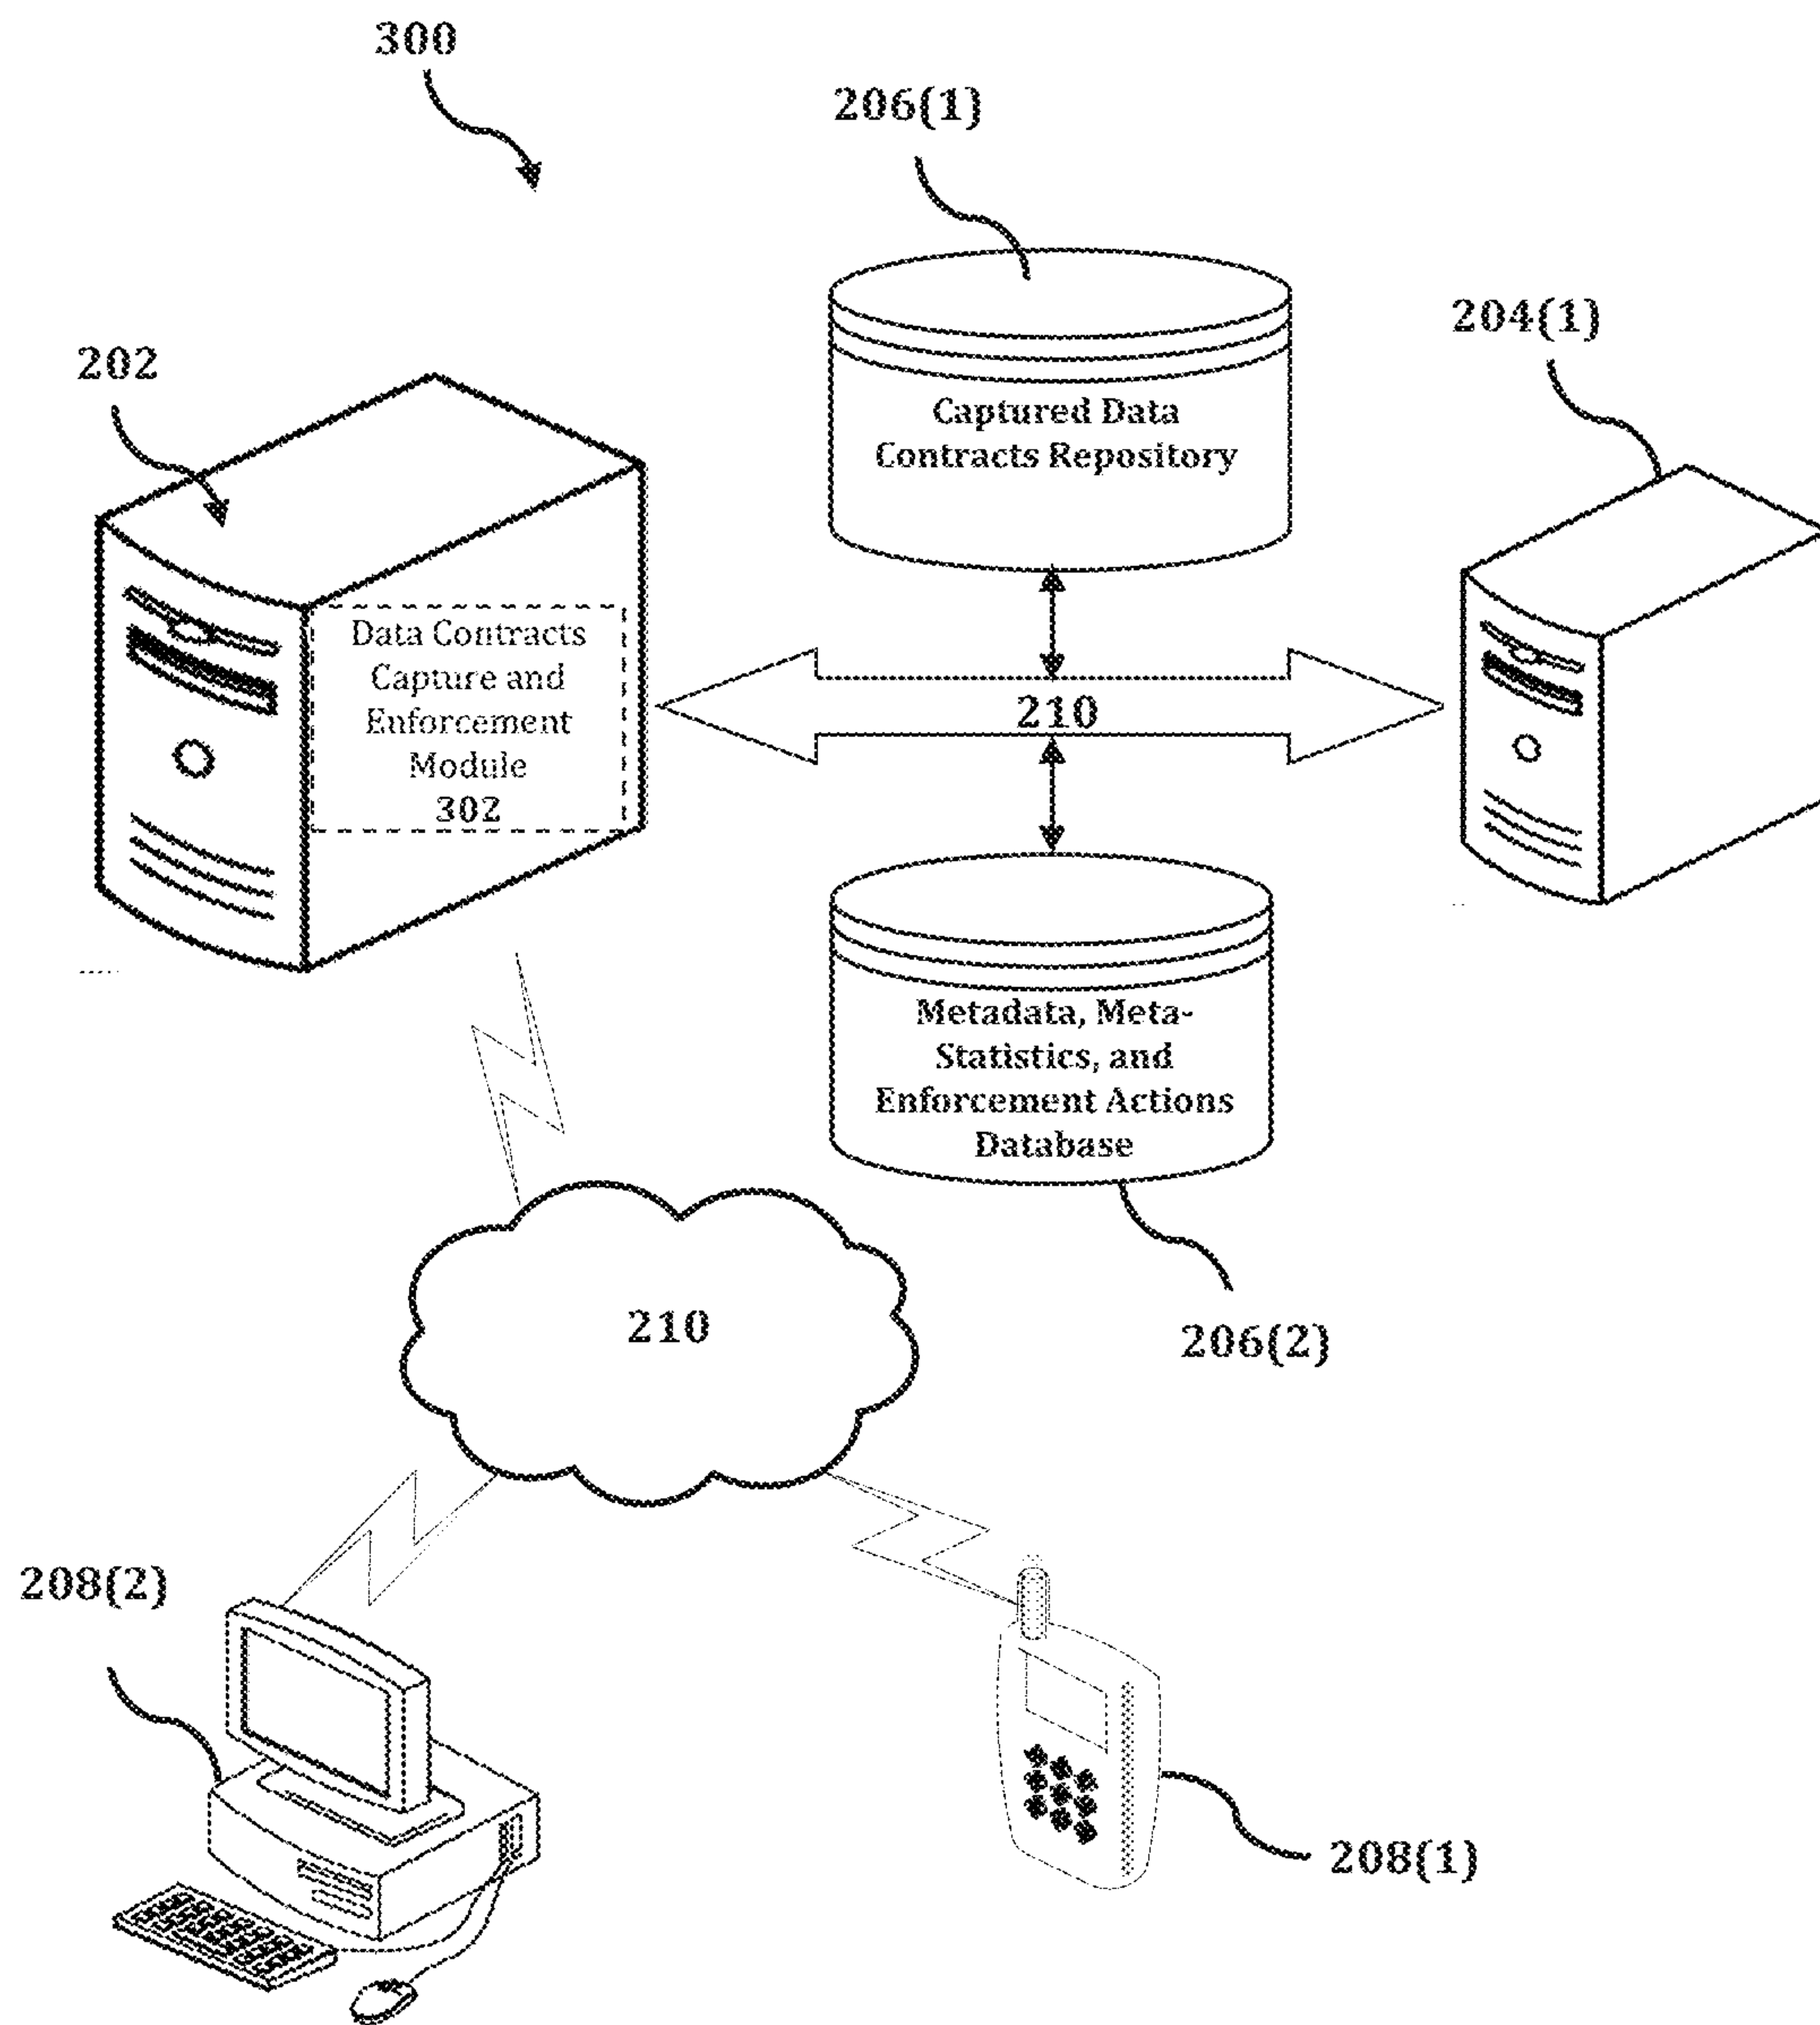 300
206(1)
204(1)
202
Captured Data
Contracts Repository
Data Contracts
Capture and
Enforcement
Module
302
210
Metadata, Meta-
Statistics, and
Enforcement Actions
Database
210
206(2)
208(2)
208(1)